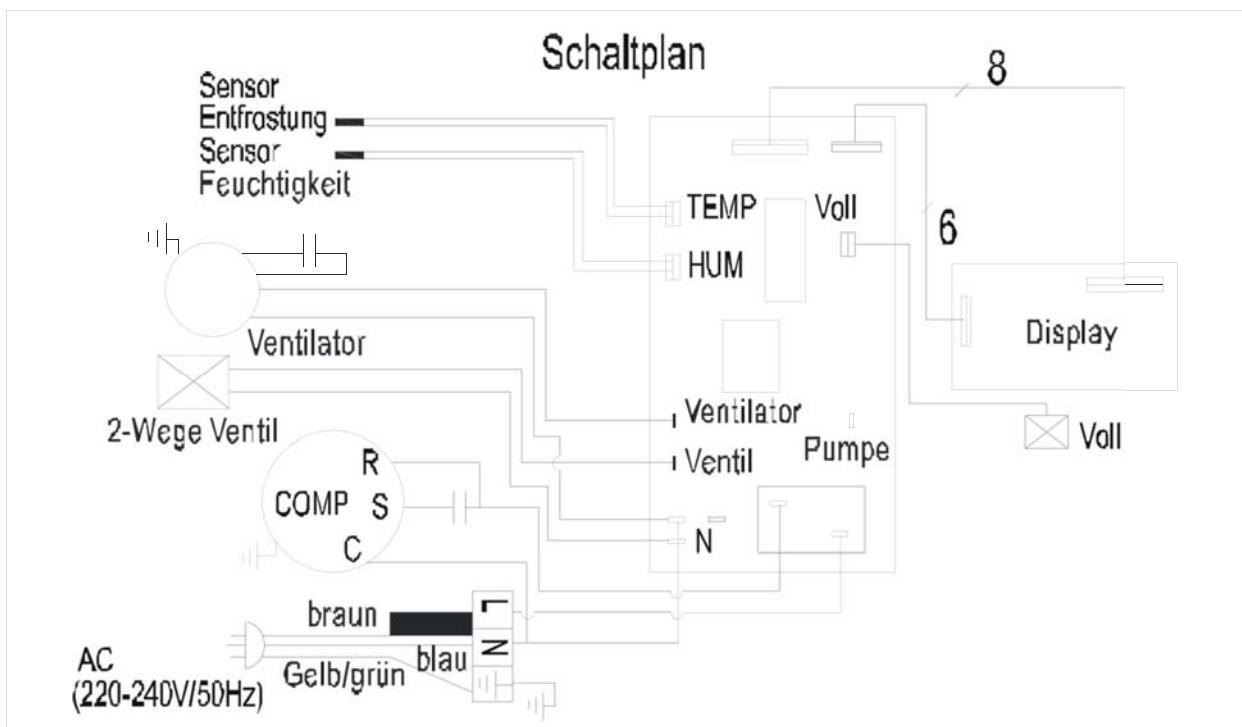 Schaltplan
8
Sensor
Entfrostung
Sensor
Feuchtigkeit
TEMP
Voll
6
HUM
Display
Ventilator
2-Wege Ventil
Ventilator
Voll
Pumpe
Ventil
R
COMP
S
C
N
braun
L
N
blau
Gelb/grün
AC
(220-240V/50Hz)